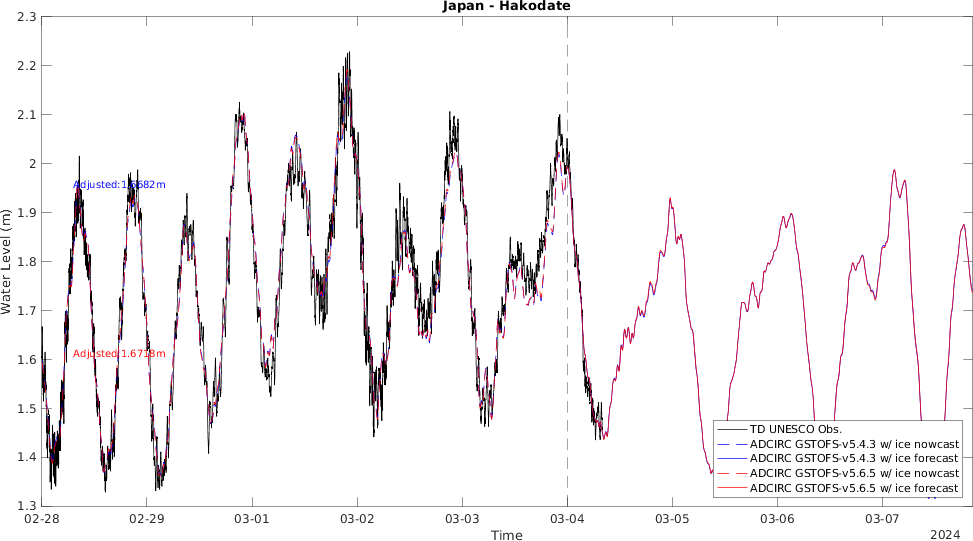 Japan - Hakodate
2.3
2.2
2.1
2
1.9
1.8
1.7
1.6
1.5
1.4
1.3
Water Level (m)
Adjusted:1.6682m
Adjusted:1.6718m
TD UNESCO Obs.
ADCIRC GSTOFS-v5.4.3 w/ ice nowcast
ADCIRC GSTOFS-v5.4.3 w/ ice forecast
ADCIRC GSTOFS-v5.6.5 w/ ice nowcast
ADCIRC GSTOFS-v5.6.5 w/ ice forecast
02-28 02-29 03-01 03-02 03-03 03-04 03-05 03-06 03-07
Time
2024